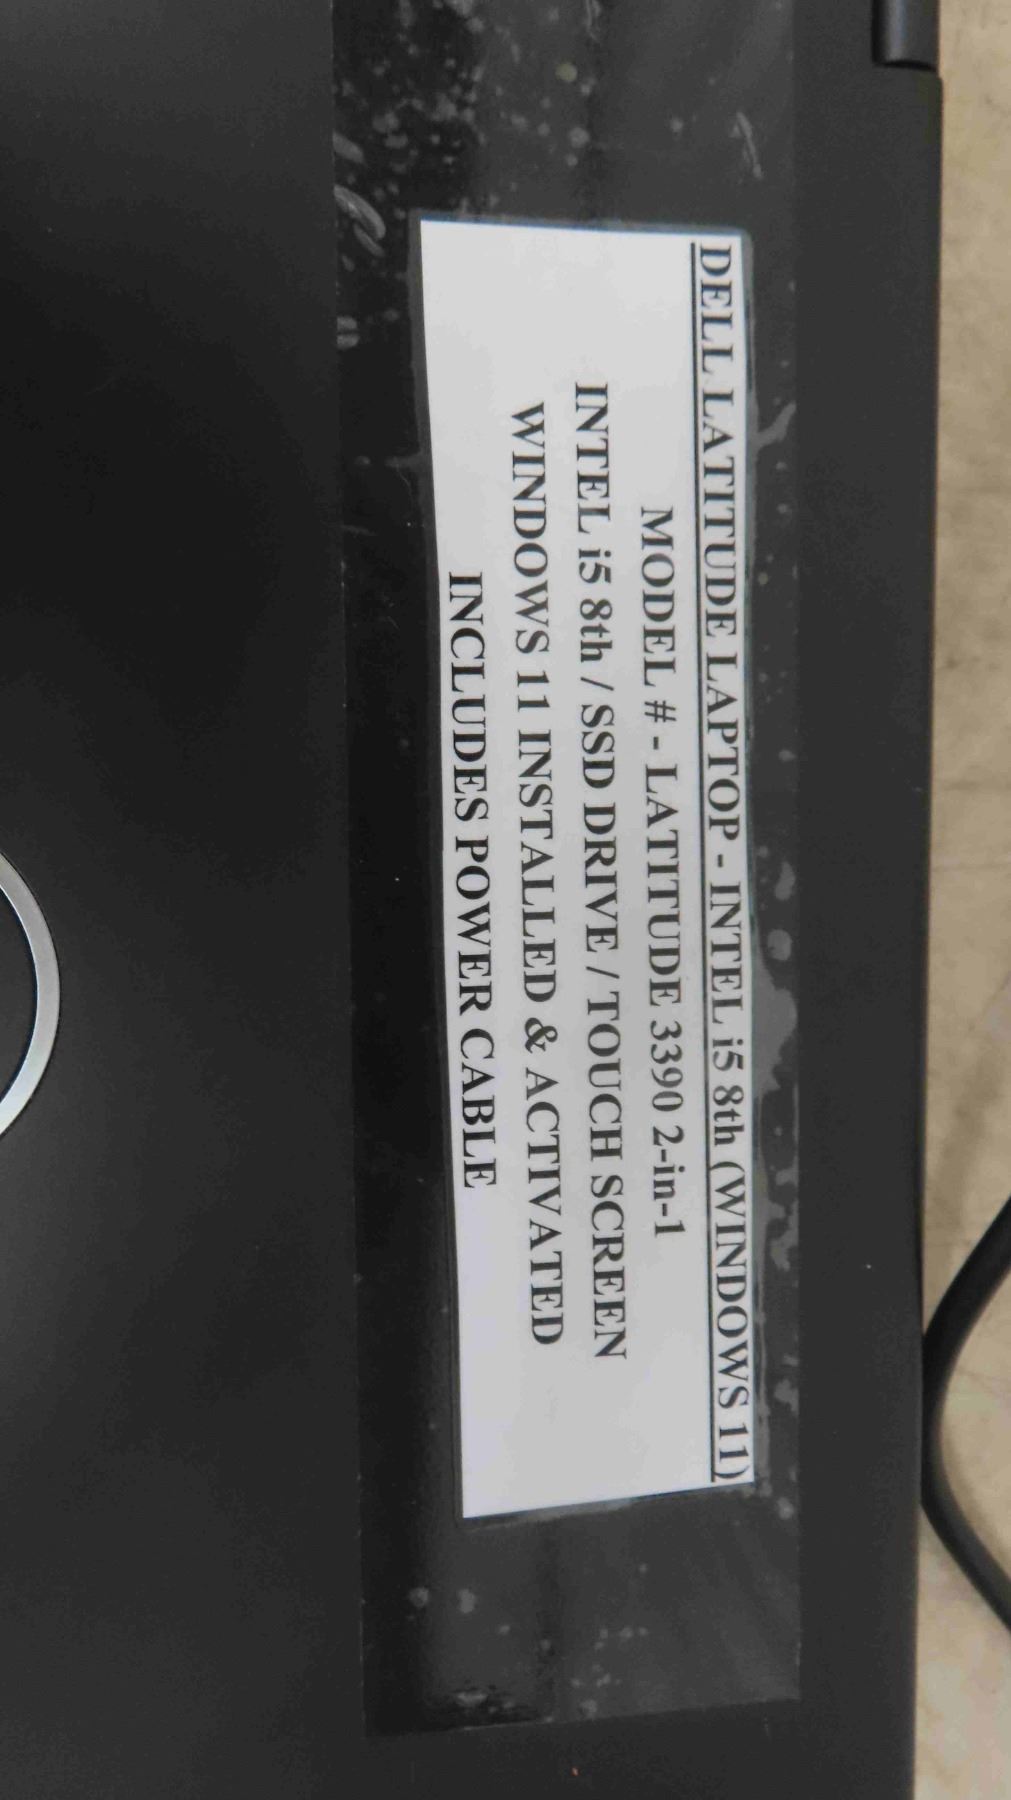 DELL LATITUDE LAPTOP - INTEL i5 8th (WINDOWS 11)
MODEL # - LATITUDE 3390 2-in-1
INTEL i5 8th / SSD DRIVE / TOUCH SCREEN
WINDOWS 11 INSTALLED & ACTIVATED
INCLUDES POWER CABLE